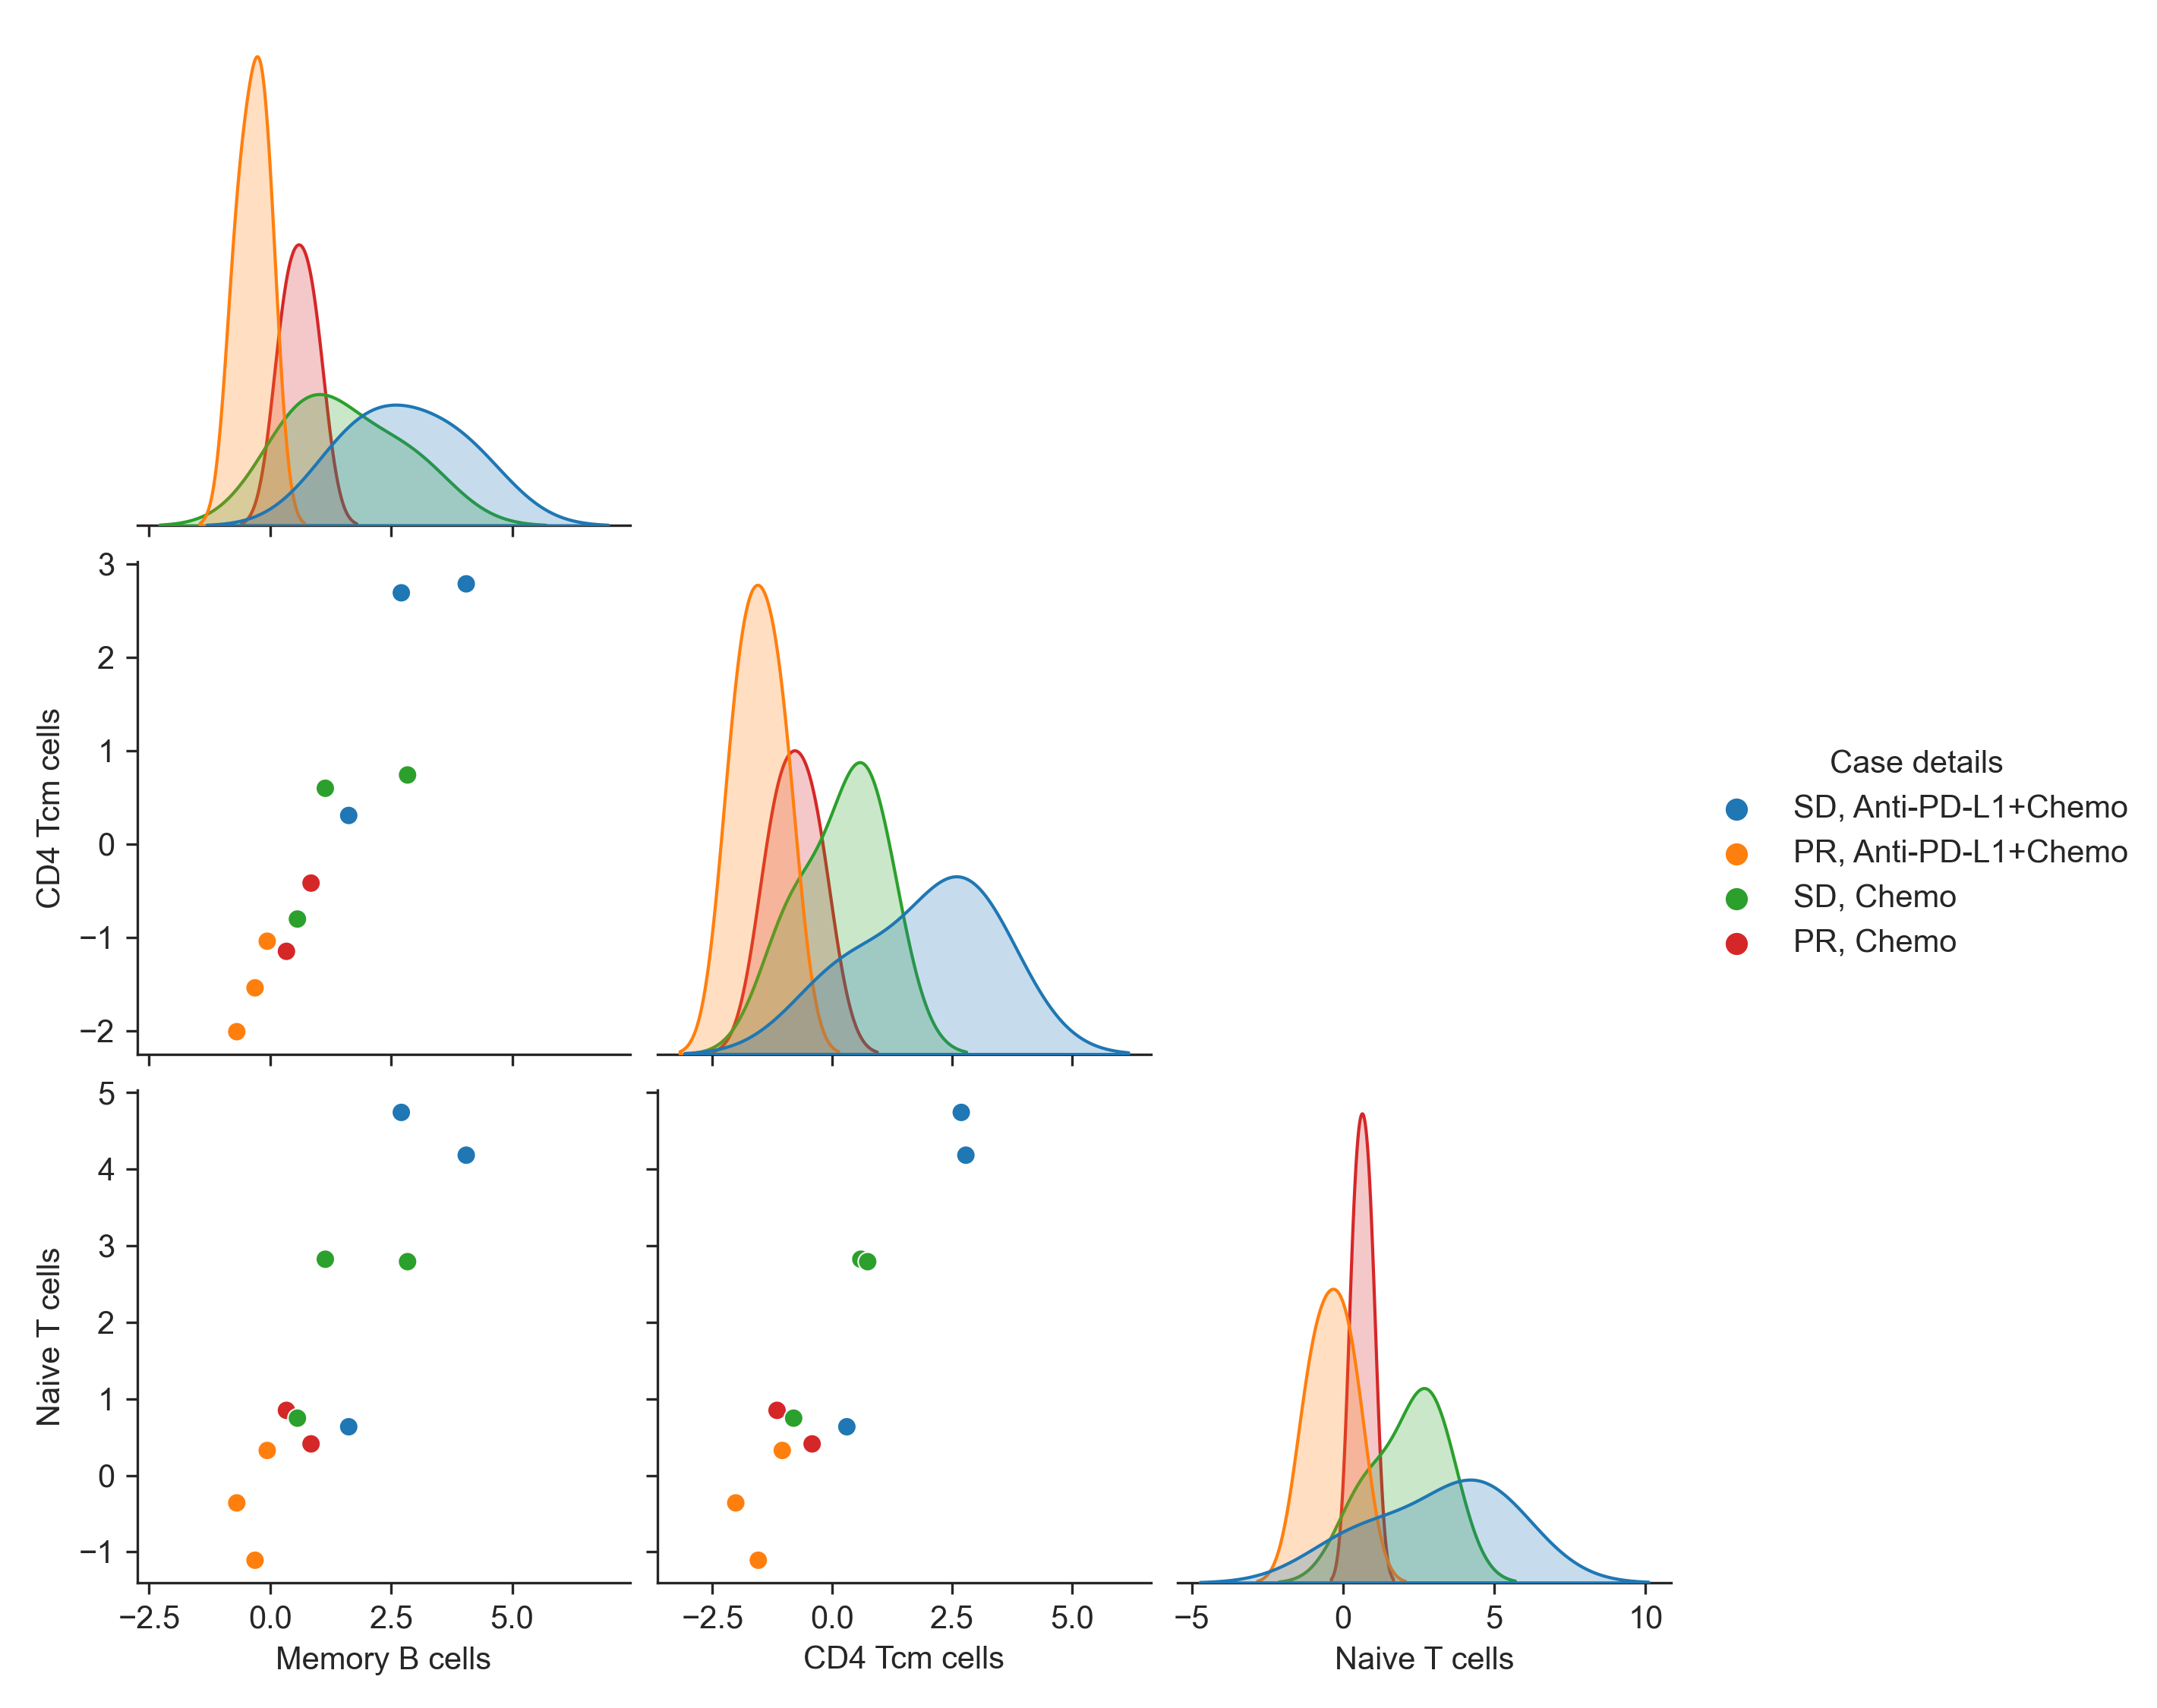 3
2
1
0
−1
−2
CD4 Tcm cells
5
4
3
2
1
0
−1
Naive T cells
−2.5 0.0 2.5 5.0
Memory B cells
−2.5 0.0 2.5 5.0
CD4 Tcm cells
−5 0 5 10
Naive T cells
Case details
SD, Anti-PD-L1+Chemo
PR, Anti-PD-L1+Chemo
SD, Chemo
PR, Chemo